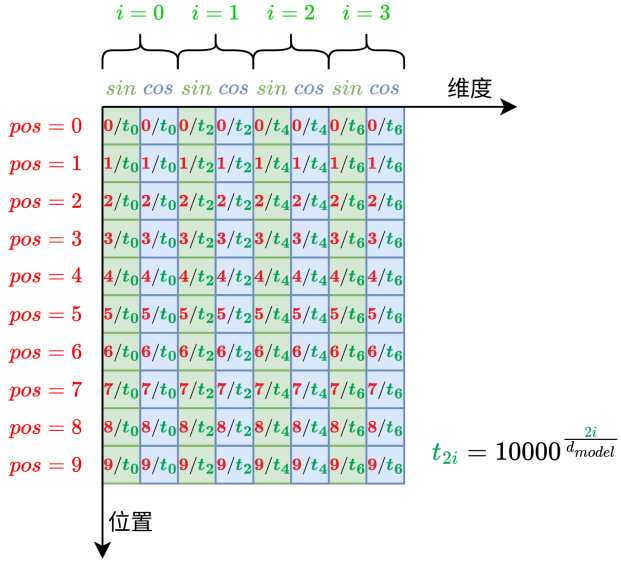 i = 0 i = 1 i = 2 i = 3
sin cos sin cos sin cos sin cos 维度
pos = 0 0/t₀ 0/t₀ 0/t₂ 0/t₂ 0/t₄ 0/t₄ 0/t₆ 0/t₆
pos = 1 1/t₀ 1/t₀ 1/t₂ 1/t₂ 1/t₄ 1/t₄ 1/t₆ 1/t₆
pos = 2 2/t₀ 2/t₀ 2/t₂ 2/t₂ 2/t₄ 2/t₄ 2/t₆ 2/t₆
pos = 3 3/t₀ 3/t₀ 3/t₂ 3/t₂ 3/t₄ 3/t₄ 3/t₆ 3/t₆
pos = 4 4/t₀ 4/t₀ 4/t₂ 4/t₂ 4/t₄ 4/t₄ 4/t₆ 4/t₆
pos = 5 5/t₀ 5/t₀ 5/t₂ 5/t₂ 5/t₄ 5/t₄ 5/t₆ 5/t₆
pos = 6 6/t₀ 6/t₀ 6/t₂ 6/t₂ 6/t₄ 6/t₄ 6/t₆ 6/t₆
pos = 7 7/t₀ 7/t₀ 7/t₂ 7/t₂ 7/t₄ 7/t₄ 7/t₆ 7/t₆
pos = 8 8/t₀ 8/t₀ 8/t₂ 8/t₂ 8/t₄ 8/t₄ 8/t₆ 8/t₆
pos = 9 9/t₀ 9/t₀ 9/t₂ 9/t₂ 9/t₄ 9/t₄ 9/t₆ 9/t₆
t_{2i} = 10000^{\frac{2i}{d_{model}}}
位置